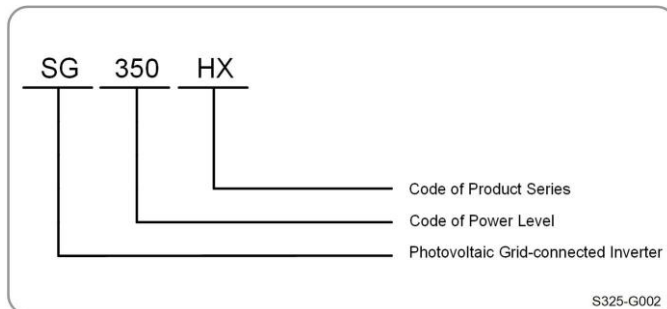 SG 350 HX
Code of Product Series
Code of Power Level
Photovoltaic Grid-connected Inverter
S325-G002